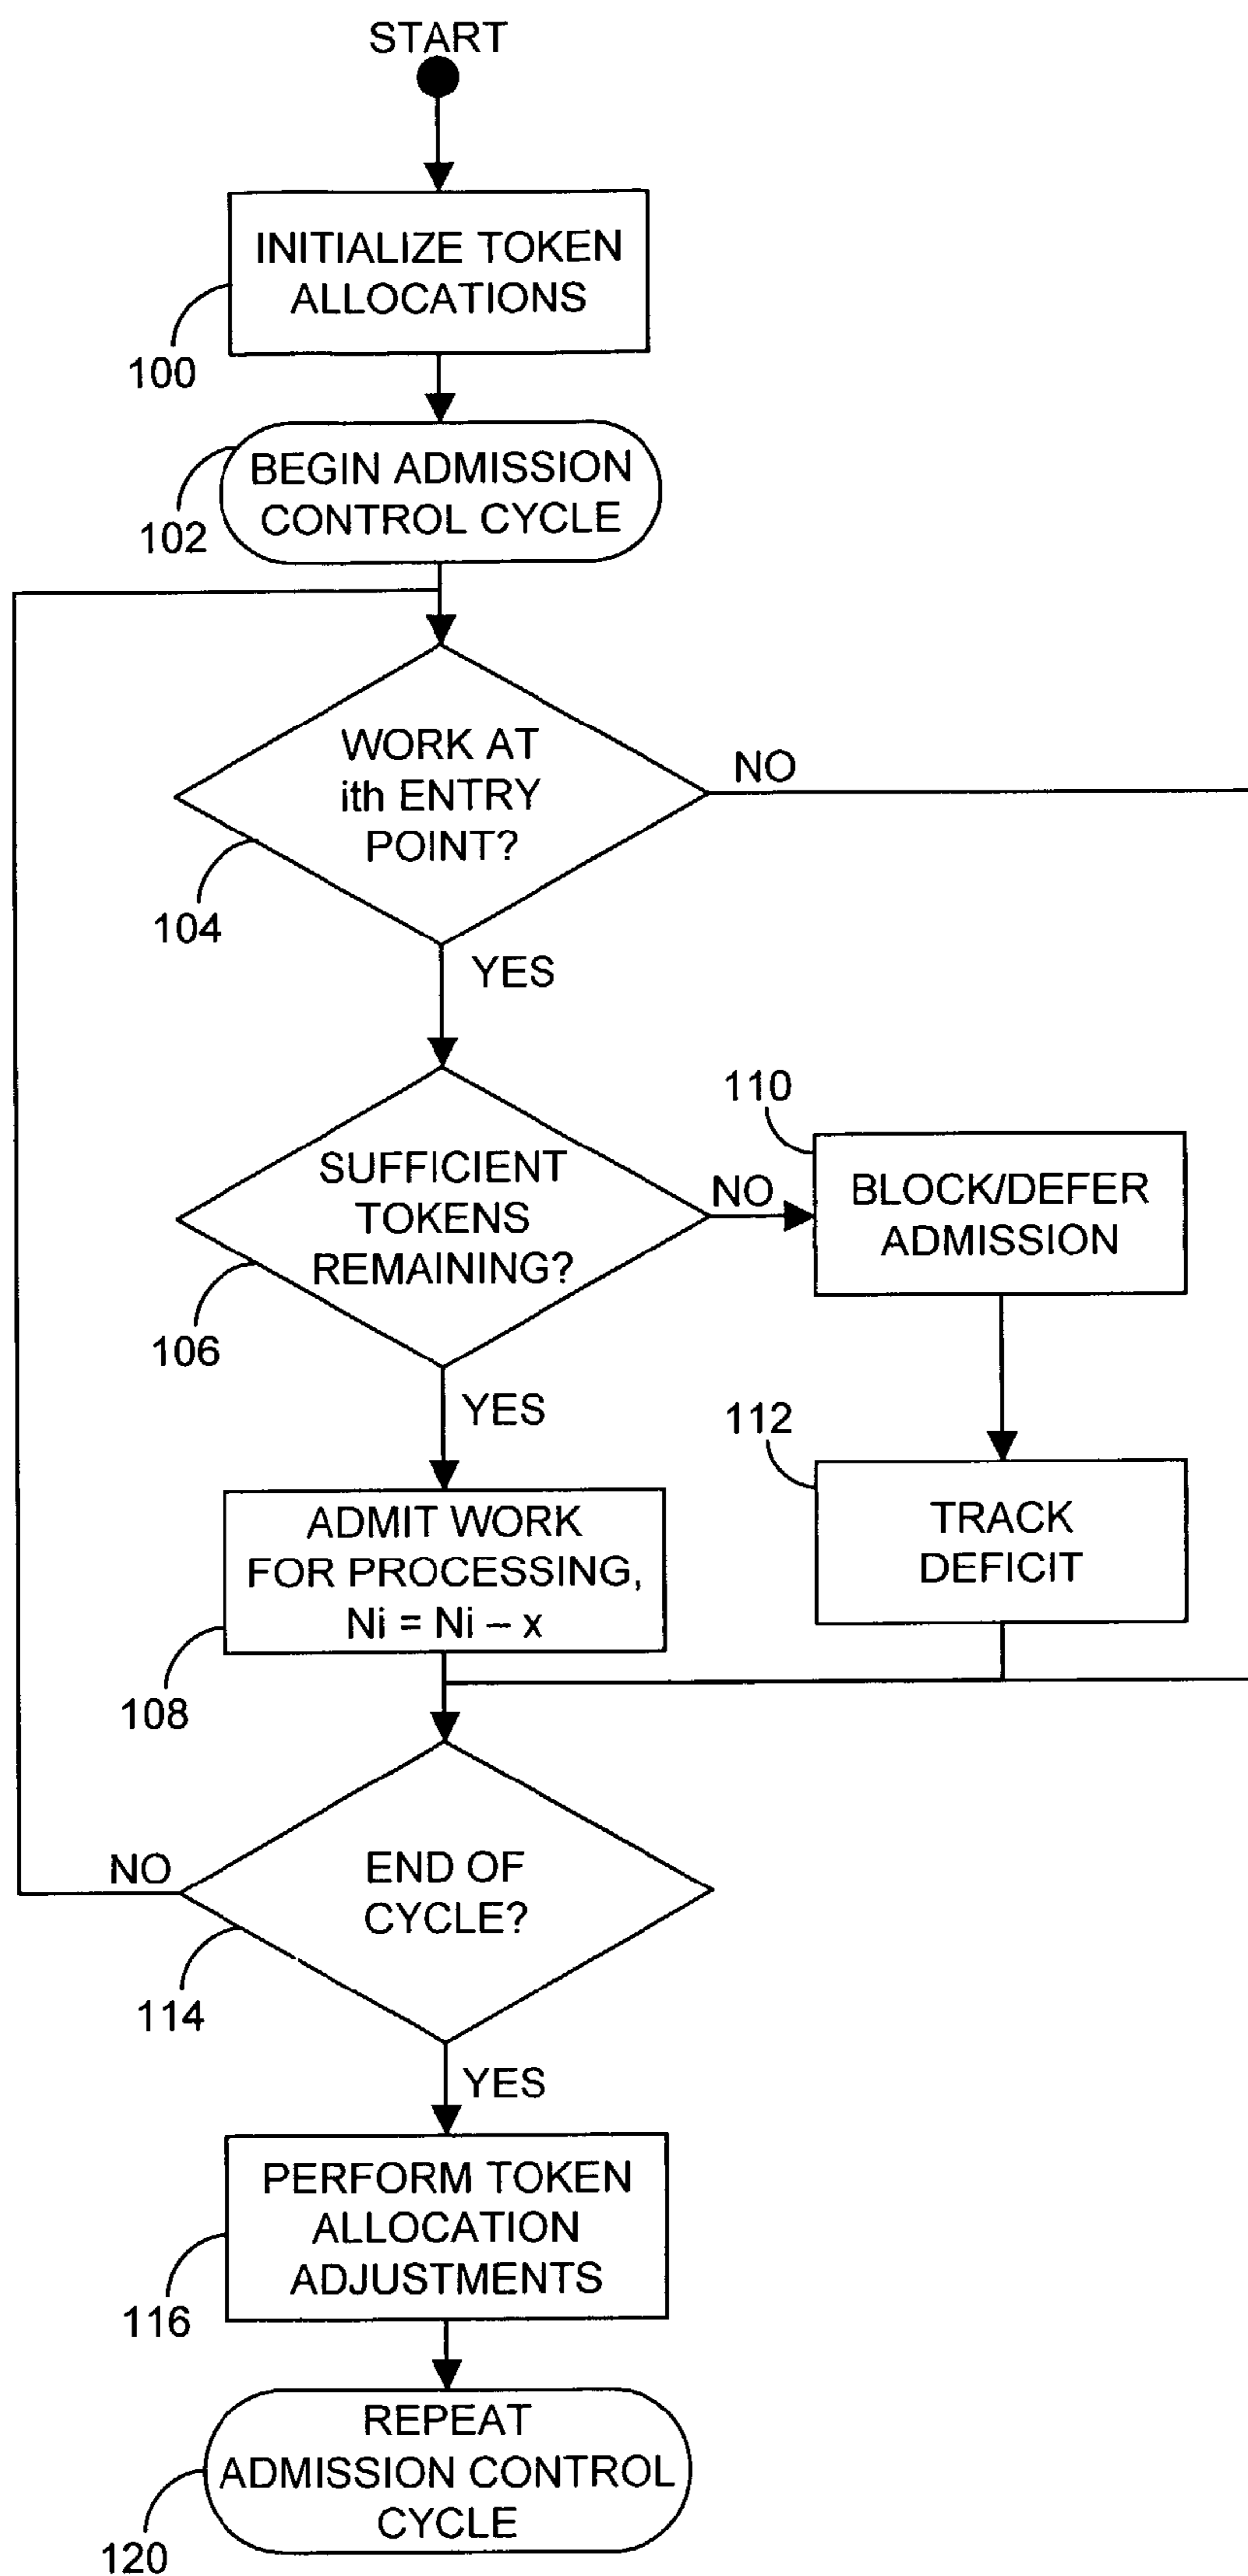 START
INITIALIZE TOKEN
ALLOCATIONS
100
BEGIN ADMISSION
CONTROL CYCLE
102
WORK AT
ith ENTRY
POINT?
NO
104
YES
110
SUFFICIENT
TOKENS
REMAINING?
NO
BLOCK/DEFER
ADMISSION
106
YES
112
ADMIT WORK
FOR PROCESSING,
Ni = Ni – x
TRACK
DEFICIT
108
NO
END OF
CYCLE?
114
YES
PERFORM TOKEN
ALLOCATION
ADJUSTMENTS
116
REPEAT
ADMISSION CONTROL
CYCLE
120